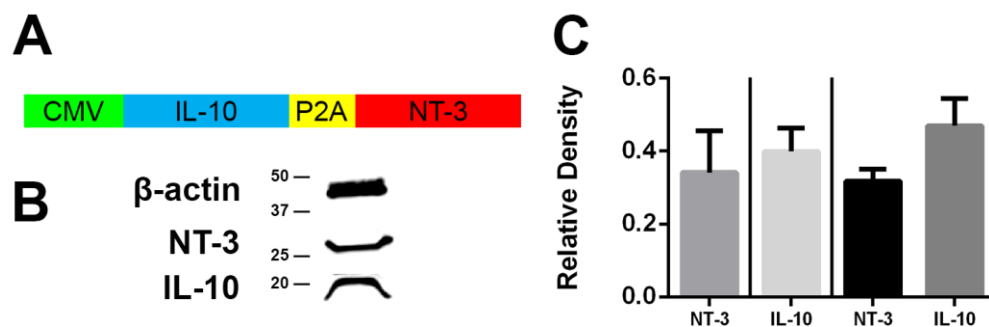 A
CMV IL-10 P2A NT-3
B
β-actin
NT-3
IL-10
50
37
25
20
C
Relative Density
0.6
0.4
0.2
0.0
NT-3 IL-10 NT-3 IL-10